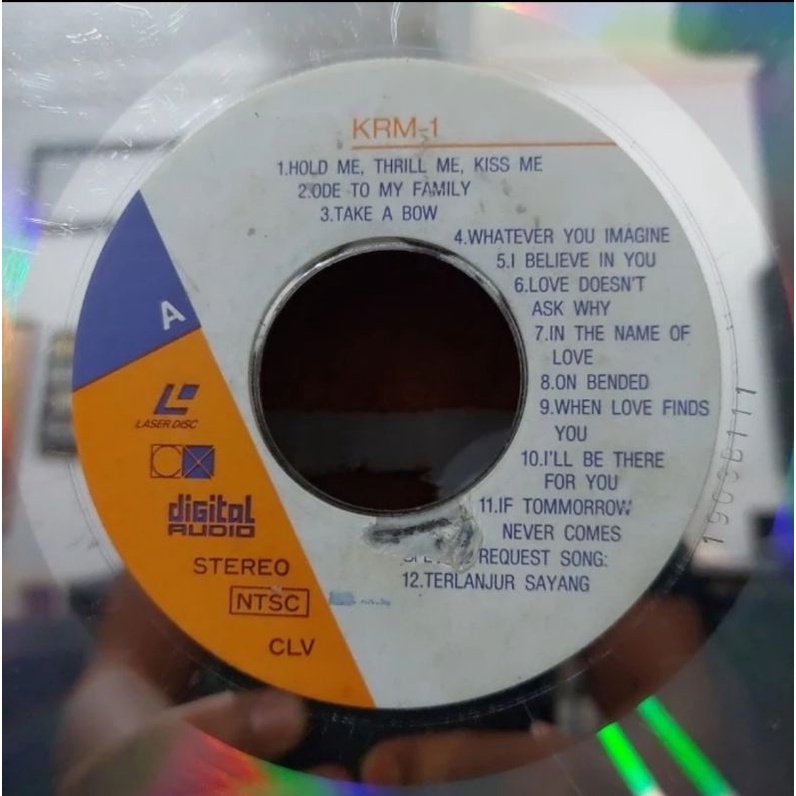 KRM-1
1.HOLD ME, THRILL ME, KISS ME
2.ODE TO MY FAMILY
3.TAKE A BOW
4.WHATEVER YOU IMAGINE
5.I BELIEVE IN YOU
6.LOVE DOESN'T
ASK WHY
7.IN THE NAME OF
LOVE
8.ON BENDED
9.WHEN LOVE FINDS
YOU
10.I'LL BE THERE
FOR YOU
11.IF TOMMORROW
NEVER COMES
REQUEST SONG:
12.TERLANJUR SAYANG
A
LASER DISC
digital
AUDIO
STEREO
NTSC
CLV